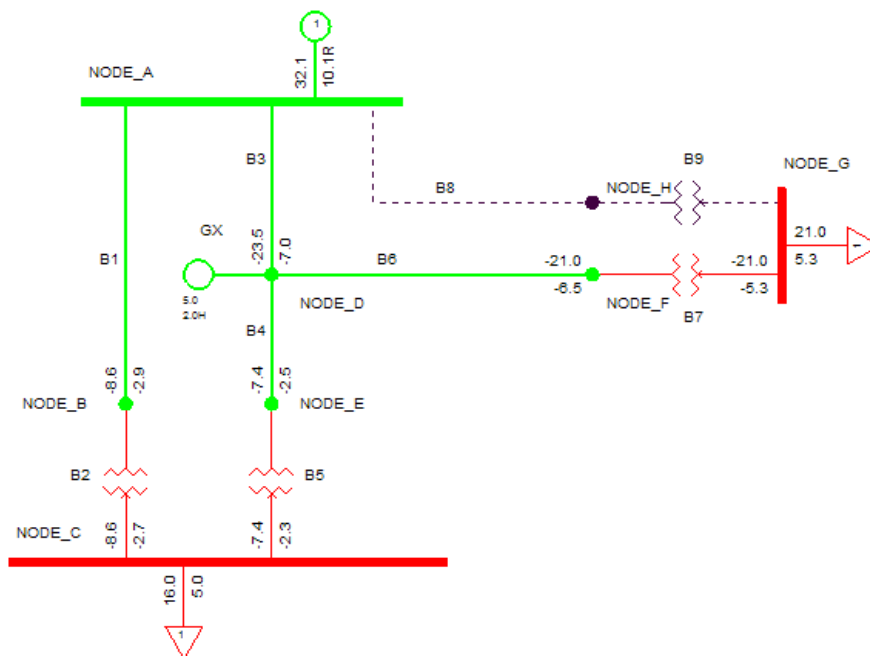 1
32.1
10.1R
NODE_A
B3
B9
NODE_G
B8
NODE_H
GX
-23.5
-7.0
21.0
5.3
1
B1
B6
-21.0
-6.5
-21.0
-5.3
5.0
2.0H
NODE_D
NODE_F
B7
B4
-8.6
-2.9
-7.4
-2.5
NODE_B
NODE_E
B2
B5
NODE_C
-8.6
-2.7
-7.4
-2.3
16.0
5.0
1